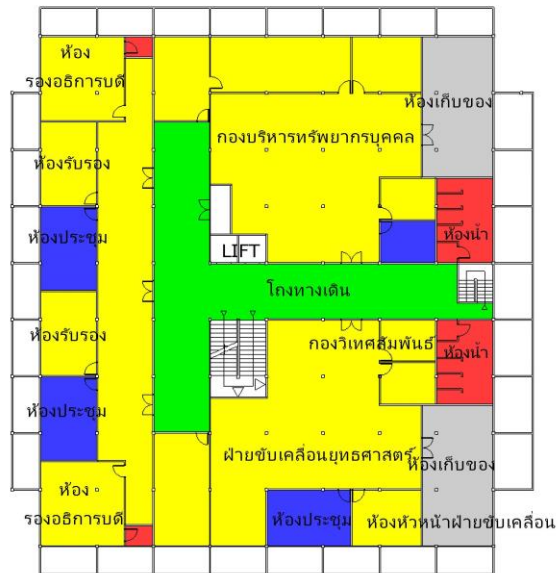 ห้อง
รองอธิการบดี
ห้องเก็บของ
กองบริหารทรัพยากรบุคคล
ห้องรับรอง
ห้องประชุม
ห้องน้ำ
LIFT
โถงทางเดิน
ห้องรับรอง
กองวิเทศสัมพันธ์
ห้องน้ำ
ห้องประชุม
ฝ่ายขับเคลื่อนยุทธศาสตร์
ห้องเก็บของ
ห้อง
รองอธิการบดี
ห้องประชุม
ห้องหัวหน้าฝ่ายขับเคลื่อน